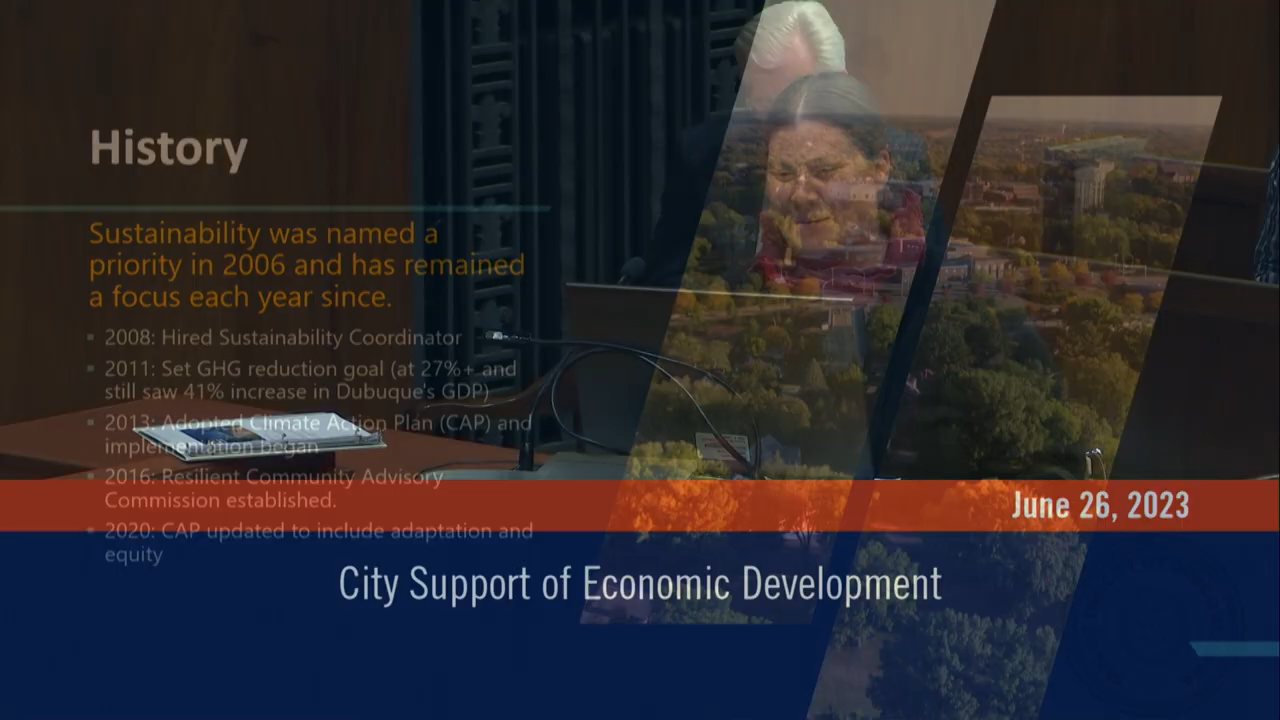 History
Sustainability was named a
priority in 2006 and has remained
a focus each year since.
2008: Hired Sustainability Coordinator
2011: Set GHG reduction goal (at 27%+ and
still saw 41% increase in Dubuque's GDP)
2013: Adopted Climate Action Plan (CAP) and
implementation began
2016: Resilient Community Advisory
Commission established.
2020: CAP updated to include adaptation and
equity
June 26, 2023
City Support of Economic Development